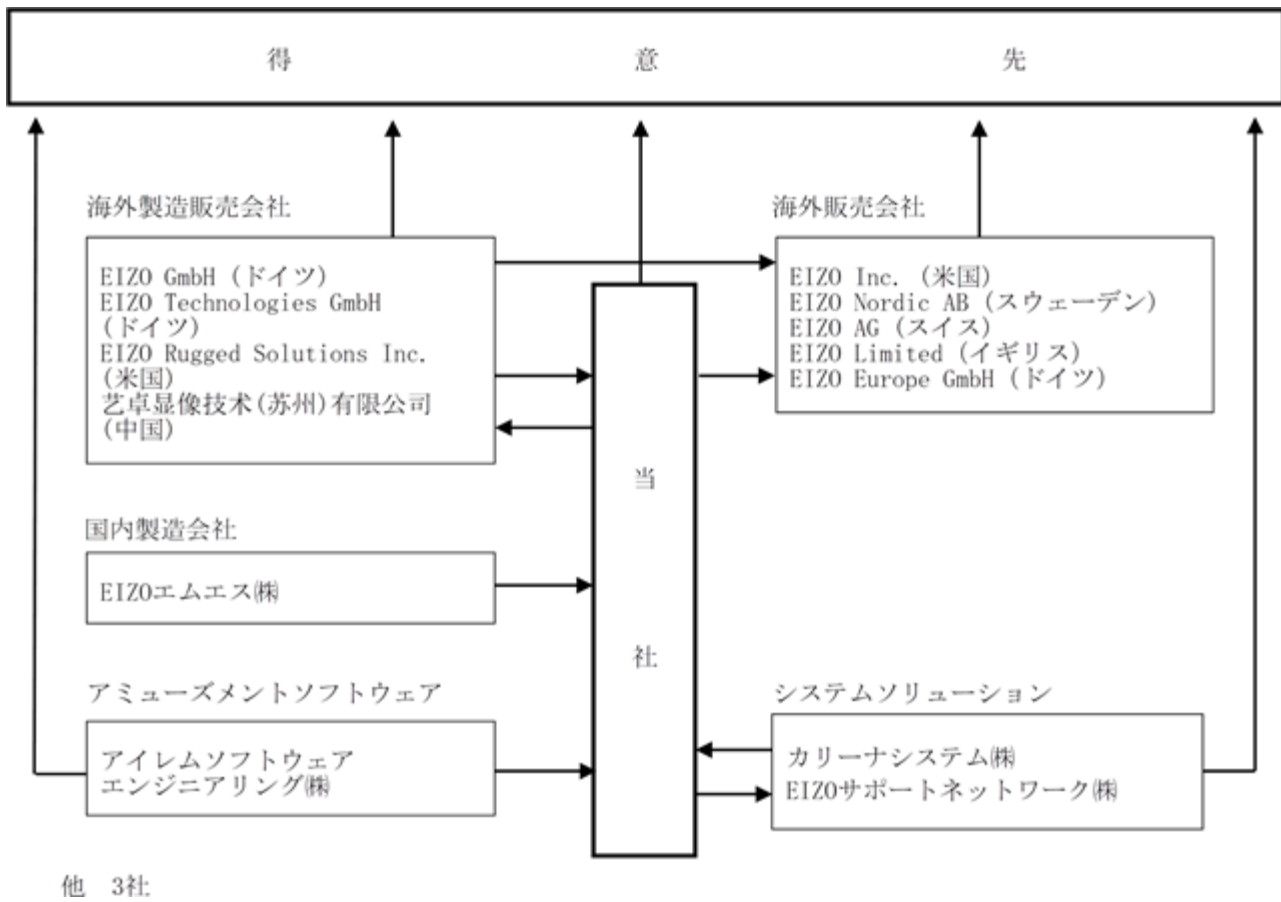 得意先
海外製造販売会社
EIZO GmbH (ドイツ)
EIZO Technologies GmbH
(ドイツ)
EIZO Rugged Solutions Inc.
(米国)
艺卓显像技术(苏州)有限公司
(中国)
海外販売会社
EIZO Inc. (米国)
EIZO Nordic AB (スウェーデン)
EIZO AG (スイス)
EIZO Limited (イギリス)
EIZO Europe GmbH (ドイツ)
当社
国内製造会社
EIZOエムエス㈱
アミューズメントソフトウェア
アイレムソフトウェア
エンジニアリング㈱
システムソリューション
カリーナシステム㈱
EIZOサポートネットワーク㈱
他 3社